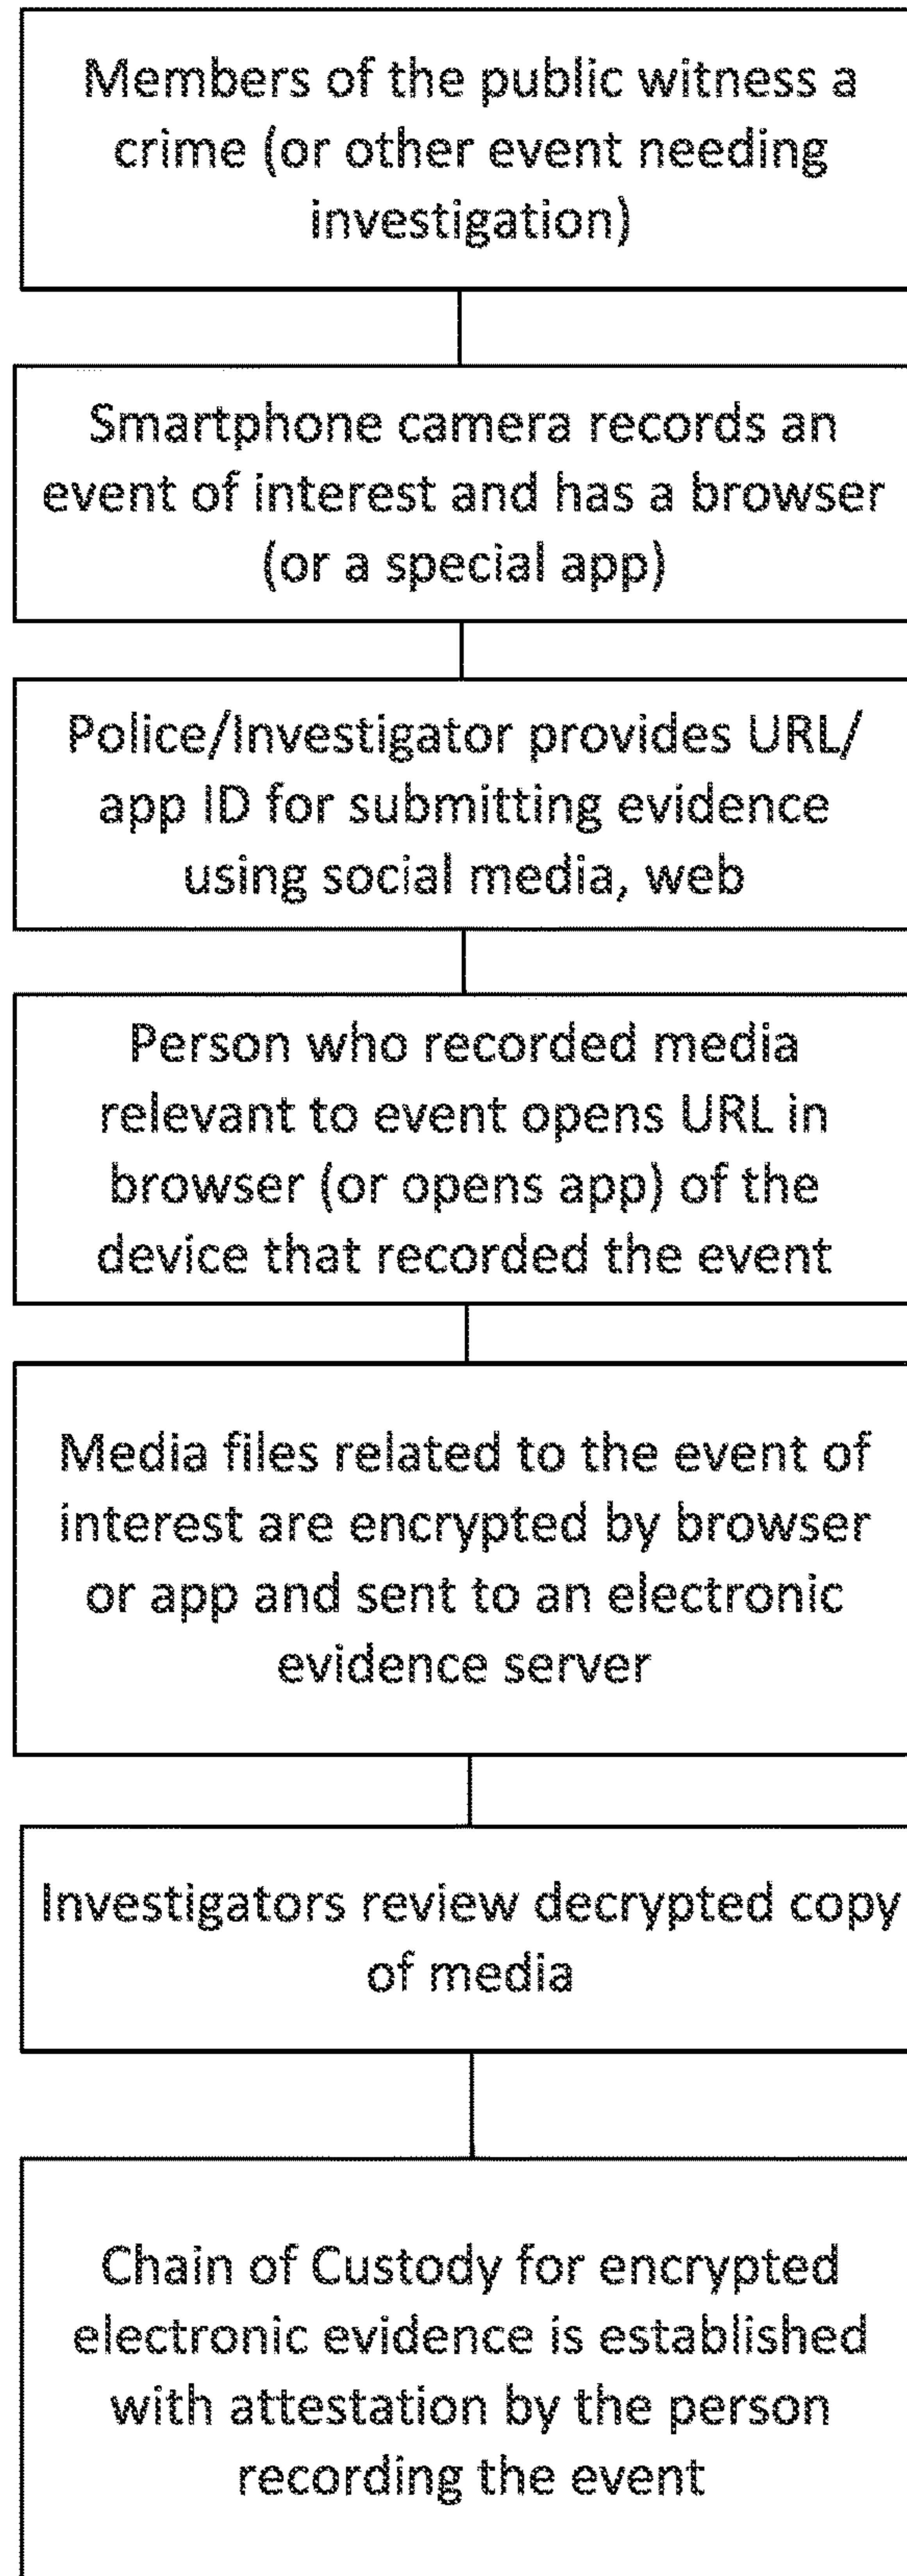 Members of the public witness a
crime (or other event needing
investigation)
Smartphone camera records an
event of interest and has a browser
(or a special app)
Police/Investigator provides URL/
app ID for submitting evidence
using social media, web
Person who recorded media
relevant to event opens URL in
browser (or opens app) of the
device that recorded the event
Media files related to the event of
interest are encrypted by browser
or app and sent to an electronic
evidence server
Investigators review decrypted copy
of media
Chain of Custody for encrypted
electronic evidence is established
with attestation by the person
recording the event